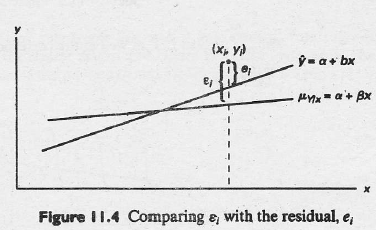 y
(xᵢ, yᵢ)
εᵢ
eᵢ
ŷ = a + bx
μY|x = α + βx
x
Figure 11.4 Comparing εᵢ with the residual, eᵢ